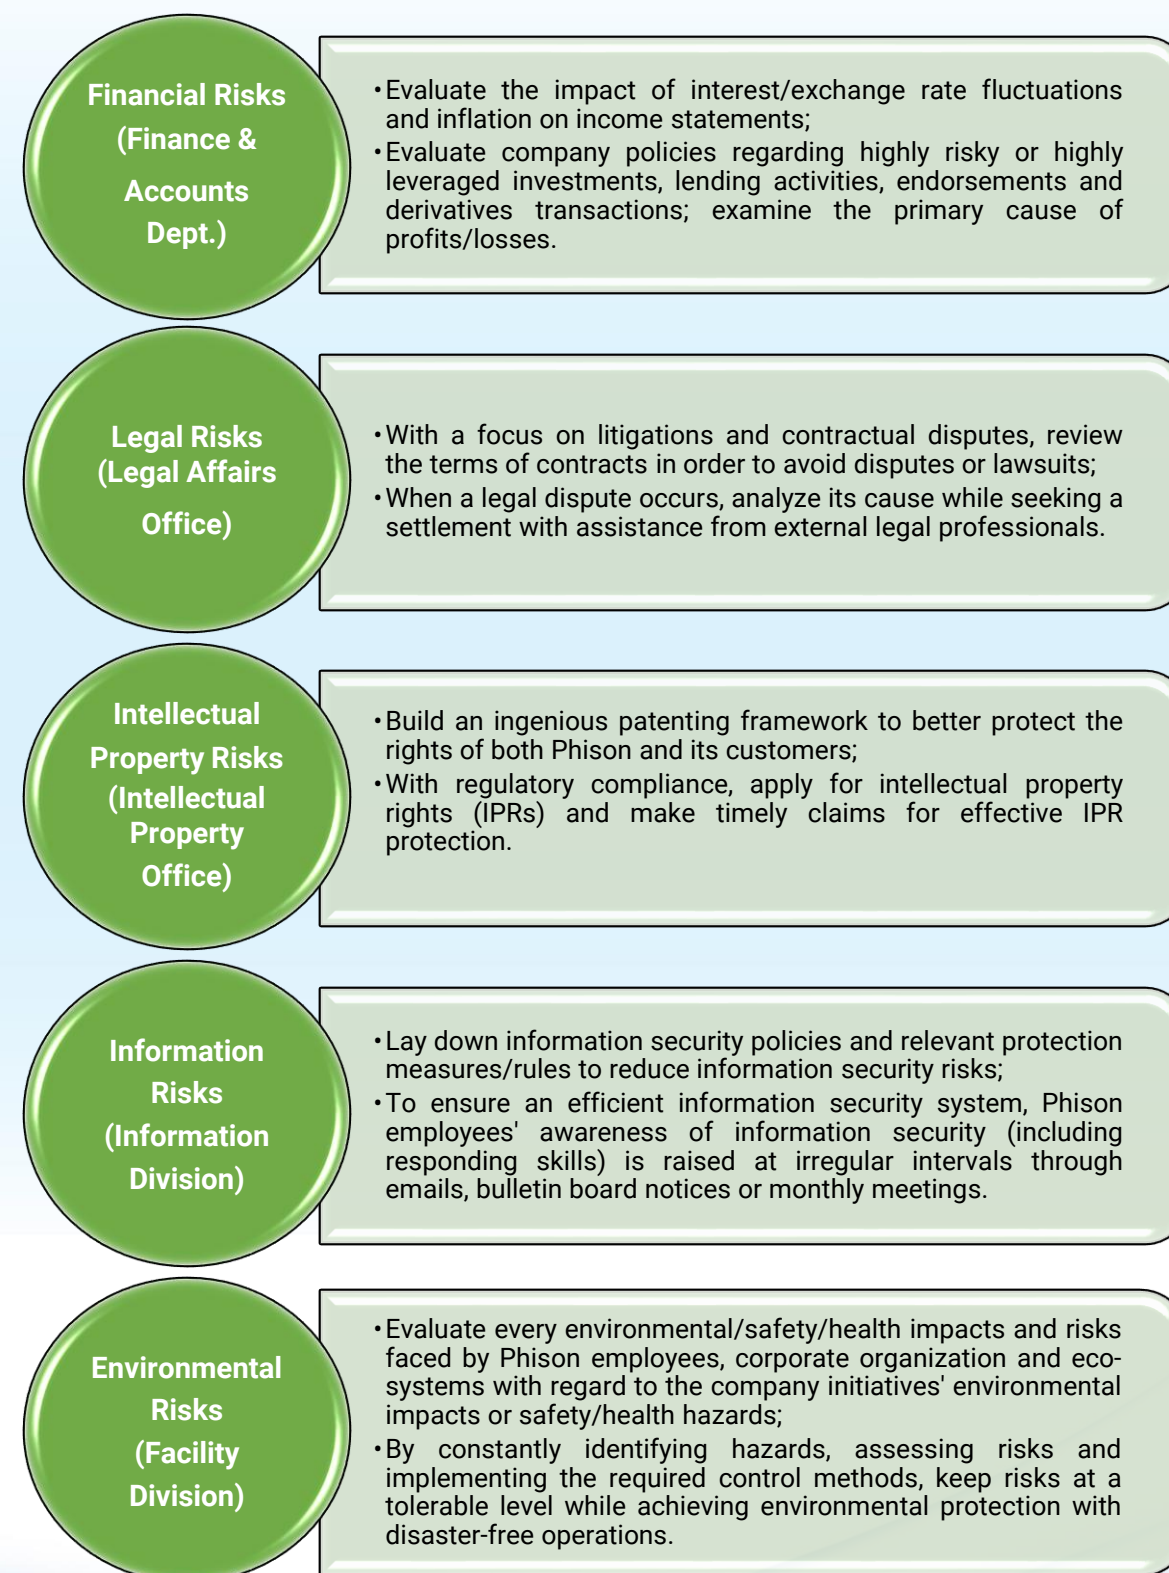 Financial Risks
(Finance &
Accounts
Dept.)
•Evaluate the impact of interest/exchange rate fluctuations
and inflation on income statements;
•Evaluate company policies regarding highly risky or highly
leveraged investments, lending activities, endorsements and
derivatives transactions; examine the primary cause of
profits/losses.
Legal Risks
(Legal Affairs
Office)
•With a focus on litigations and contractual disputes, review
the terms of contracts in order to avoid disputes or lawsuits;
•When a legal dispute occurs, analyze its cause while seeking a
settlement with assistance from external legal professionals.
Intellectual
Property Risks
(Intellectual
Property
Office)
•Build an ingenious patenting framework to better protect the
rights of both Phison and its customers;
•With regulatory compliance, apply for intellectual property
rights (IPRs) and make timely claims for effective IPR
protection.
Information
Risks
(Information
Division)
•Lay down information security policies and relevant protection
measures/rules to reduce information security risks;
•To ensure an efficient information security system, Phison
employees' awareness of information security (including
responding skills) is raised at irregular intervals through
emails, bulletin board notices or monthly meetings.
Environmental
Risks
(Facility
Division)
•Evaluate every environmental/safety/health impacts and risks
faced by Phison employees, corporate organization and eco-
systems with regard to the company initiatives' environmental
impacts or safety/health hazards;
•By constantly identifying hazards, assessing risks and
implementing the required control methods, keep risks at a
tolerable level while achieving environmental protection with
disaster-free operations.